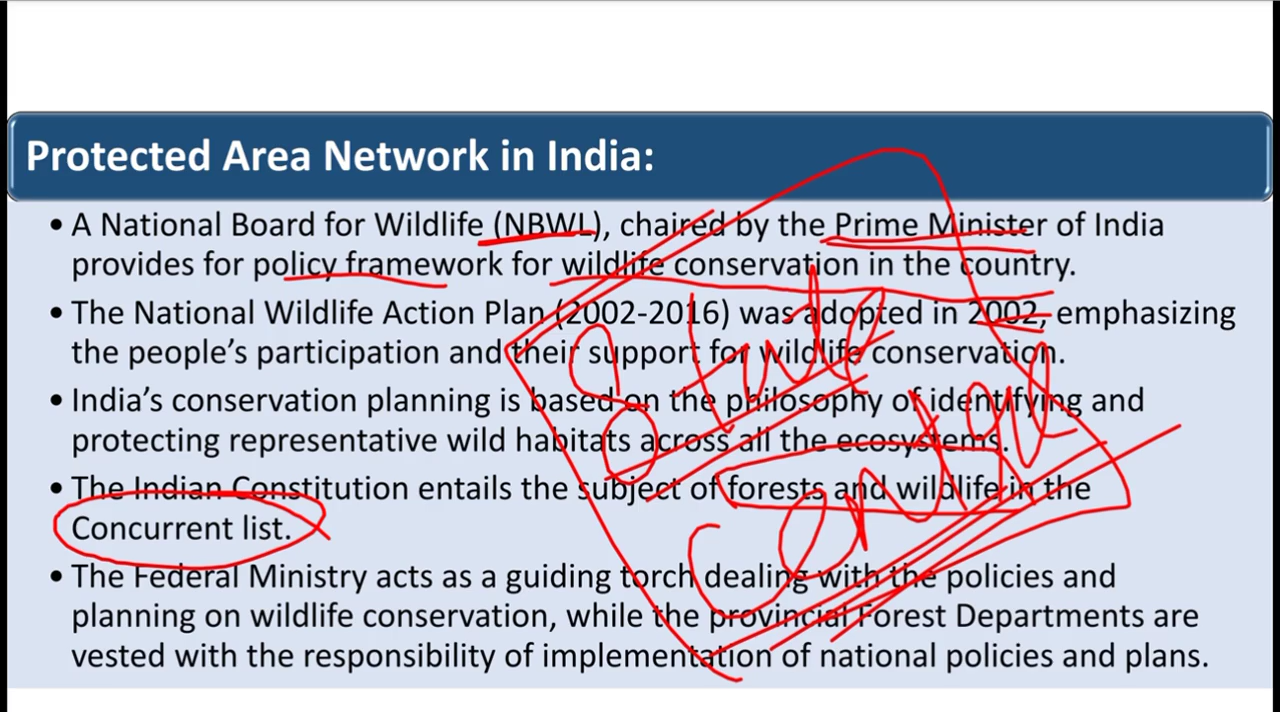 Protected Area Network in India:
• A National Board for Wildlife (NBWL), chaired by the Prime Minister of India
provides for policy framework for wildlife conservation in the country.
• The National Wildlife Action Plan (2002-2016) was adopted in 2002, emphasizing
the people's participation and their support for wildlife conservation.
• India's conservation planning is based on the philosophy of identifying and
protecting representative wild habitats across all the ecosystems.
• The Indian Constitution entails the subject of forests and wildlife in the
Concurrent list.
• The Federal Ministry acts as a guiding torch dealing with the policies and
planning on wildlife conservation, while the provincial Forest Departments are
vested with the responsibility of implementation of national policies and plans.
State
Central